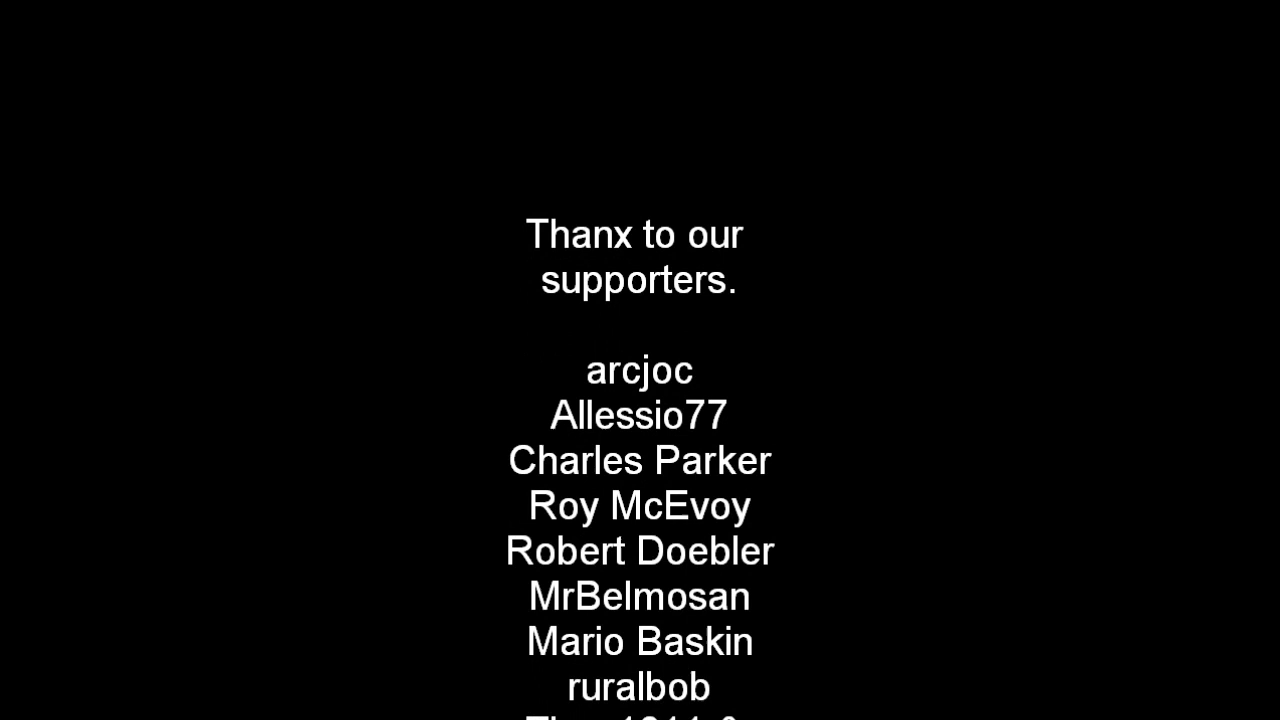 Thanx to our
supporters.
arcjoc
Allessio77
Charles Parker
Roy McEvoy
Robert Doebler
MrBelmosan
Mario Baskin
ruralbob